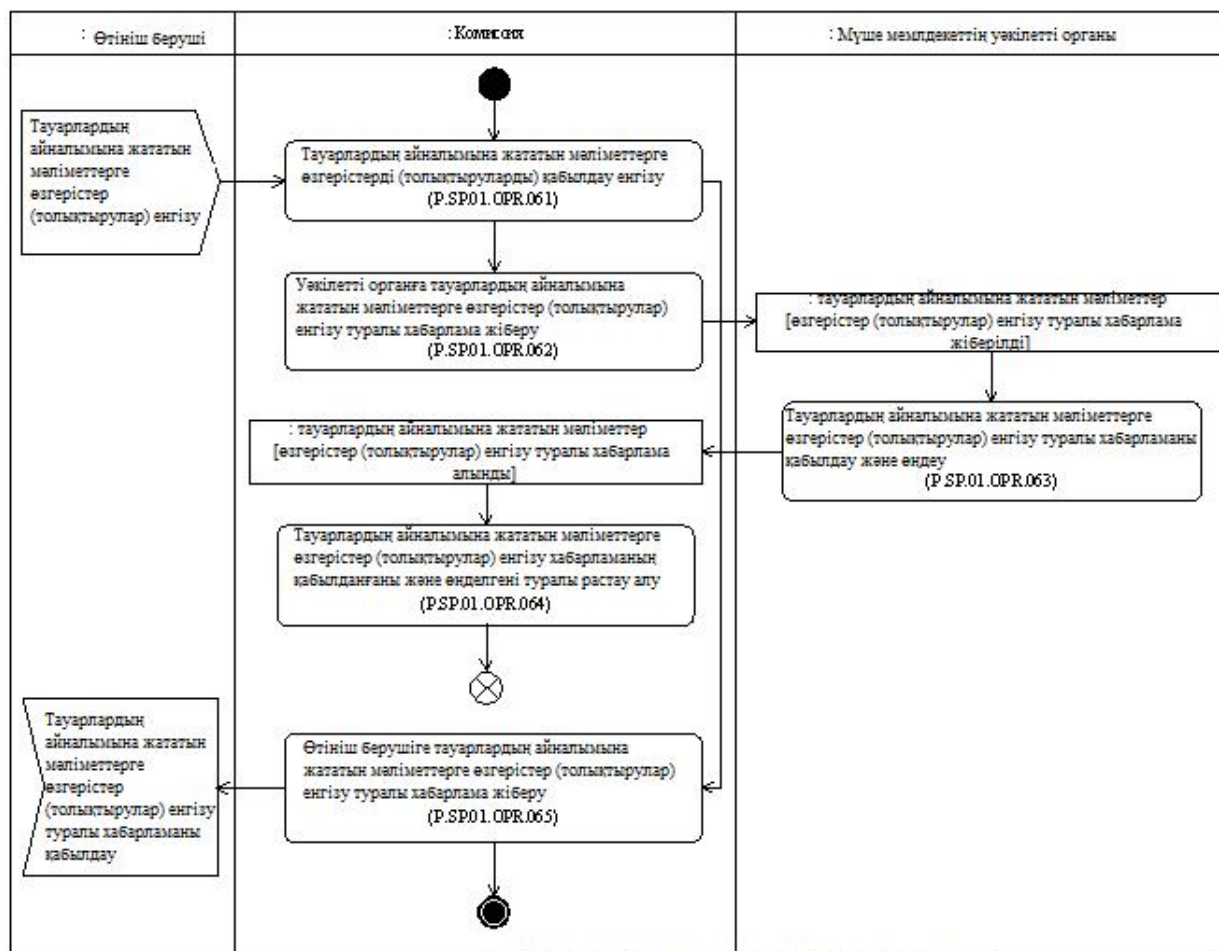 : Өтініш беруші
: Комиссия
: Мүше мемлдекеттің уәкілетті органы
Тауарлардың
айналымына жататын
мәліметтерге
өзгерістер
(толықтырулар) енгізу
Тауарлардың айналымына жататын мәліметтерге
өзгерістерді (толықтыруларды) қабылдау енгізу
(P.SP.01.OPR.061)
Уәкілетті органға тауарлардың айналымына
жататын мәліметтерге өзгерістер (толықтырулар)
енгізу туралы хабарлама жіберу
(P.SP.01.OPR.062)
: тауарлардың айналымына жататын мәліметтер
[өзгерістер (толықтырулар) енгізу туралы хабарлама
жіберілді]
Тауарлардың айналымына жататын мәліметтерге
өзгерістер (толықтырулар) енгізу туралы хабарламаны
қабылдау және өңдеу
(P.SP.01.OPR.063)
: тауарлардың айналымына жататын мәліметтер
[өзгерістер (толықтырулар) енгізу туралы хабарлама
алынды]
Тауарлардың айналымына жататын мәліметтерге
өзгерістер (толықтырулар) енгізу хабарламаның
қабылданғаны және өңделгені туралы растау алу
(P.SP.01.OPR.064)
Өтініш берушіге тауарлардың айналымына
жататын мәліметтерге өзгерістер (толықтырулар)
енгізу туралы хабарлама жіберу
(P.SP.01.OPR.065)
Тауарлардың
айналымына жататын
мәліметтерге
өзгерістер
(толықтырулар) енгізу
туралы хабарламаны
қабылдау